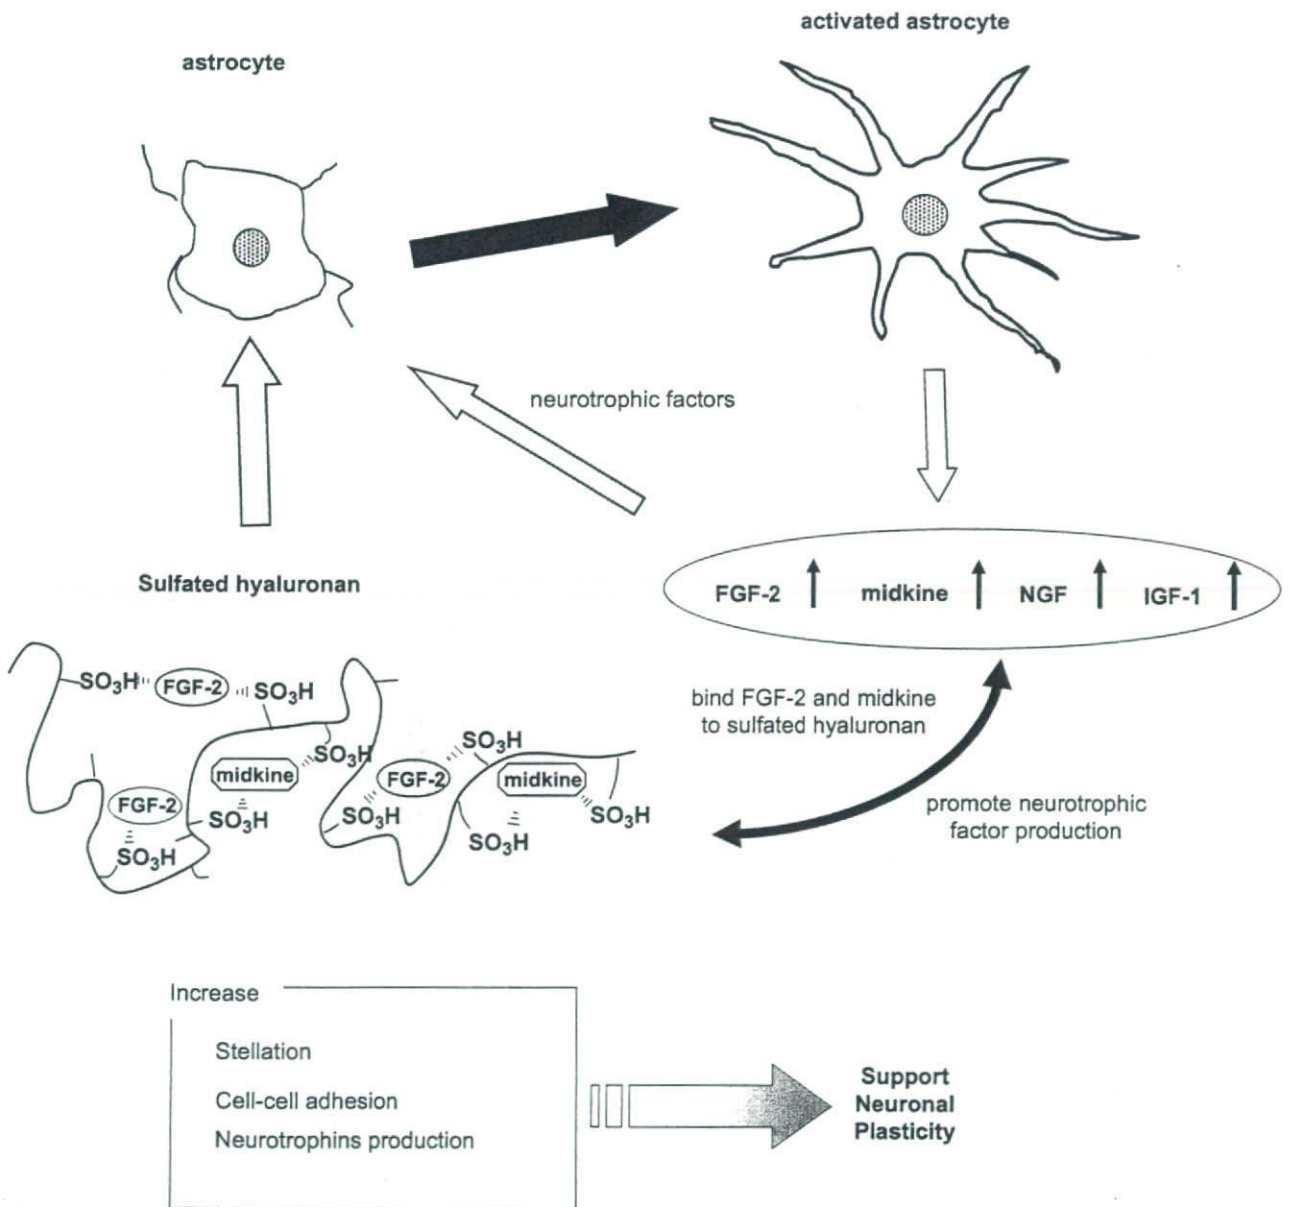 activated astrocyte
astrocyte
neurotrophic factors
Sulfated hyaluronan
FGF-2 midkine NGF IGF-1
SO₃H FGF-2 SO₃H
bind FGF-2 and midkine
to sulfated hyaluronan
SO₃H
SO₃H
midkine
FGF-2
midkine
FGF-2
SO₃H
SO₃H
SO₃H
SO₃H
SO₃H
promote neurotrophic
factor production
SO₃H
Increase
Stellation
Cell-cell adhesion
Neurotrophins production
Support
Neuronal
Plasticity